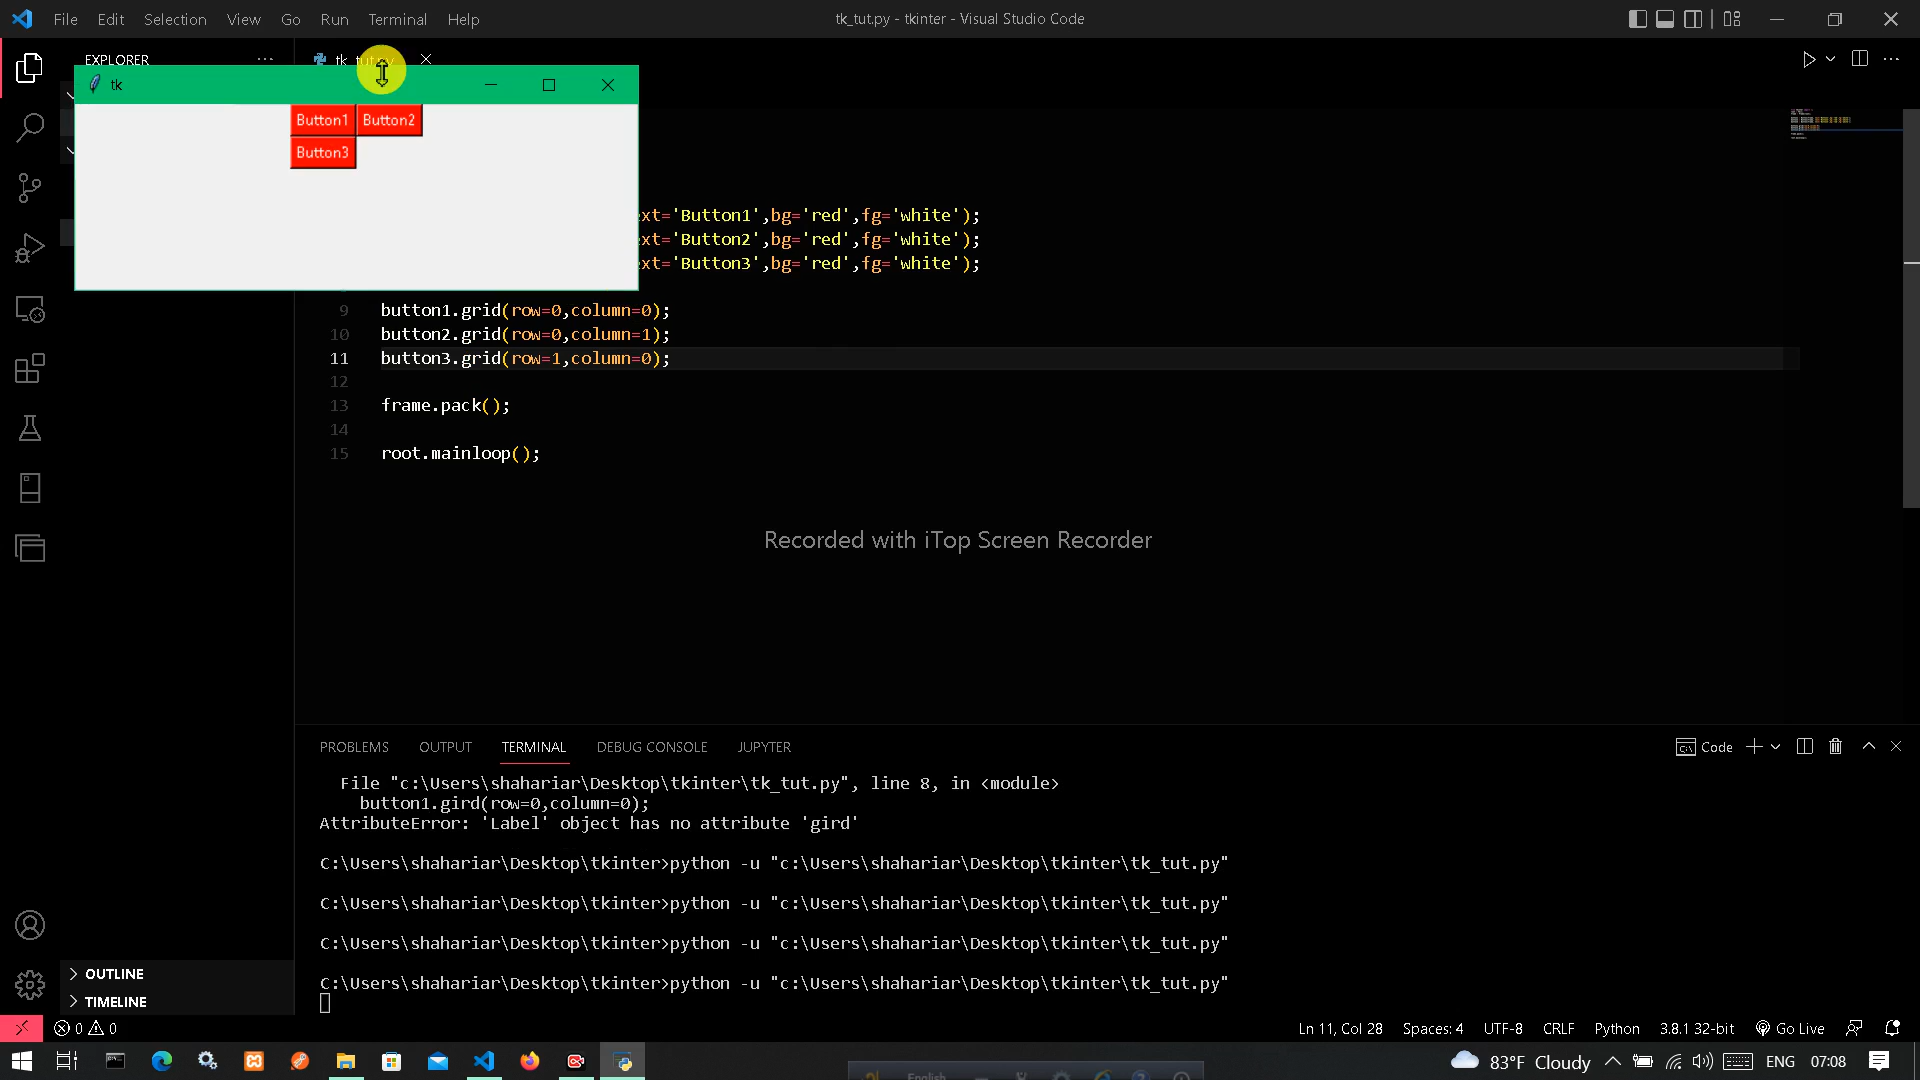 File Edit Selection View Go Run Terminal Help
tk_tut.py - tkinter - Visual Studio Code
EXPLORER
tk_tut.py
tk
Button1 Button2
Button3
ext='Button1',bg='red',fg='white');
ext='Button2',bg='red',fg='white');
ext='Button3',bg='red',fg='white');
9 button1.grid(row=0,column=0);
10 button2.grid(row=0,column=1);
11 button3.grid(row=1,column=0);
12
13 frame.pack();
14
15 root.mainloop();
Recorded with iTop Screen Recorder
PROBLEMS OUTPUT TERMINAL DEBUG CONSOLE JUPYTER
Code
File "c:\Users\shahariar\Desktop\tkinter\tk_tut.py", line 8, in <module>
button1.gird(row=0,column=0);
AttributeError: 'Label' object has no attribute 'gird'
C:\Users\shahariar\Desktop\tkinter>python -u "c:\Users\shahariar\Desktop\tkinter\tk_tut.py"
C:\Users\shahariar\Desktop\tkinter>python -u "c:\Users\shahariar\Desktop\tkinter\tk_tut.py"
C:\Users\shahariar\Desktop\tkinter>python -u "c:\Users\shahariar\Desktop\tkinter\tk_tut.py"
C:\Users\shahariar\Desktop\tkinter>python -u "c:\Users\shahariar\Desktop\tkinter\tk_tut.py"
OUTLINE
TIMELINE
0 0
Ln 11, Col 28 Spaces: 4 UTF-8 CRLF Python 3.8.1 32-bit Go Live
English
83°F Cloudy ENG 07:08